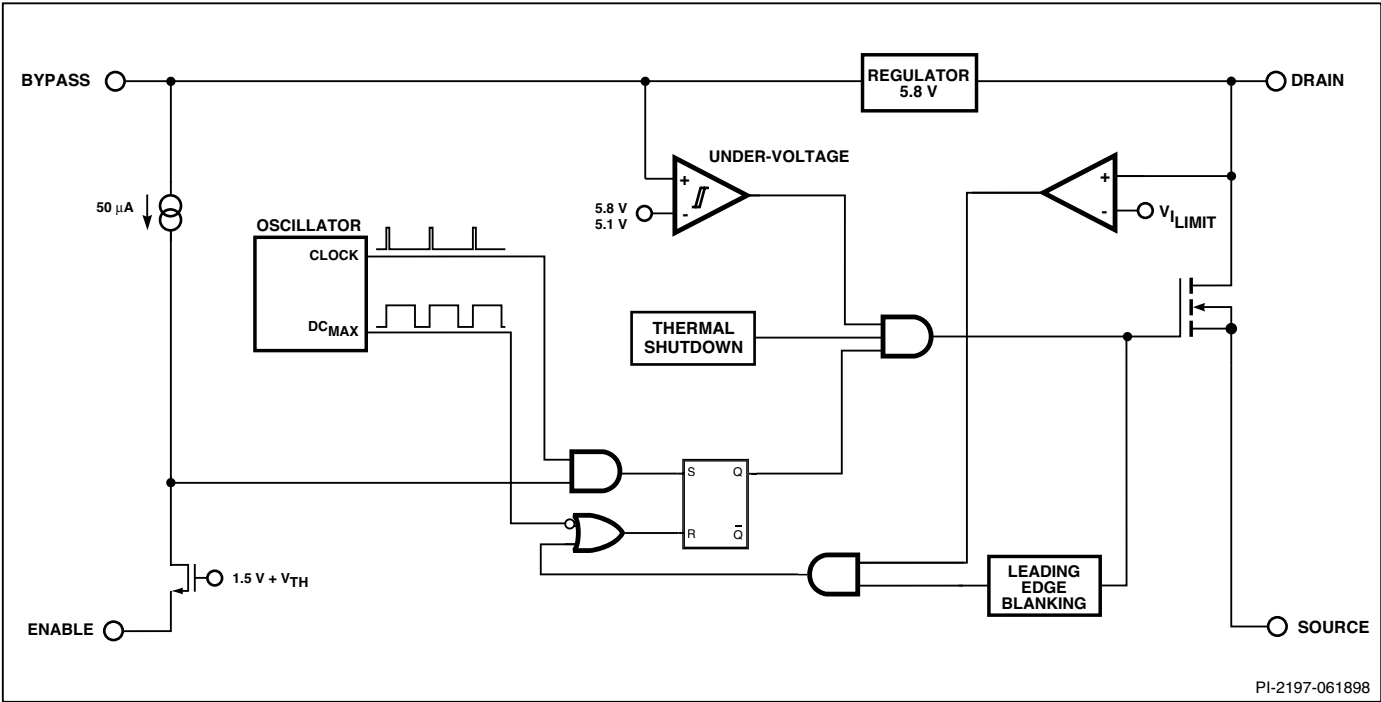 BYPASS
REGULATOR
5.8 V
DRAIN
UNDER-VOLTAGE
+
-
5.8 V
5.1 V
+
-
VILIMIT
50 µA
OSCILLATOR
CLOCK
DCMAX
THERMAL
SHUTDOWN
S Q
R Q̅
1.5 V + VTH
LEADING
EDGE
BLANKING
ENABLE
SOURCE
PI-2197-061898